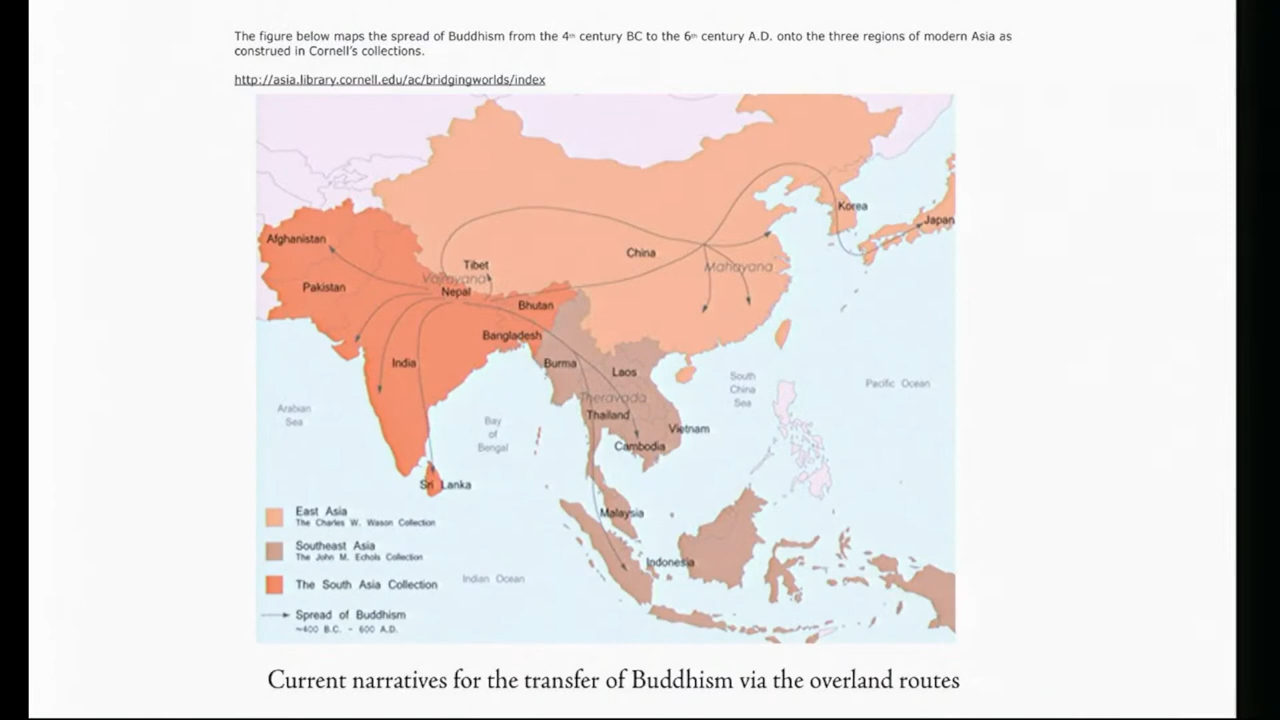 The figure below maps the spread of Buddhism from the 4th century BC to the 6th century A.D. onto the three regions of modern Asia as
construed in Cornell's collections.
http://asia.library.cornell.edu/ac/bridgingworlds/index
Korea
Japan
Afghanistan
China
Tibet
Mahayana
Vajrayana
Pakistan
Nepal
Bhutan
Bangladesh
India
Burma
Laos
South
China
Sea
Pacific Ocean
Theravada
Arabian
Sea
Thailand
Bay
of
Bengal
Vietnam
Cambodia
Sri Lanka
Malaysia
Indonesia
East Asia
The Charles W. Wason Collection
Southeast Asia
The John M. Echols Collection
The South Asia Collection
Indian Ocean
Spread of Buddhism
~400 B.C. - 600 A.D.
Current narratives for the transfer of Buddhism via the overland routes